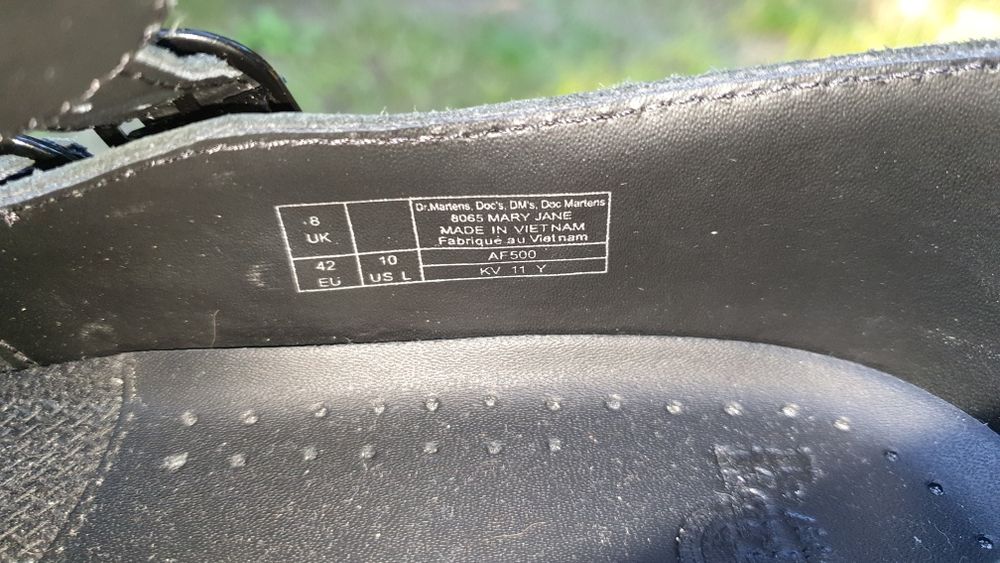 8
UK
42
EU
10
US L
Dr.Martens, Doc's, DM's, Doc Martens
8065 MARY JANE
MADE IN VIETNAM
Fabriqué au Vietnam
AF500
KV 11 Y